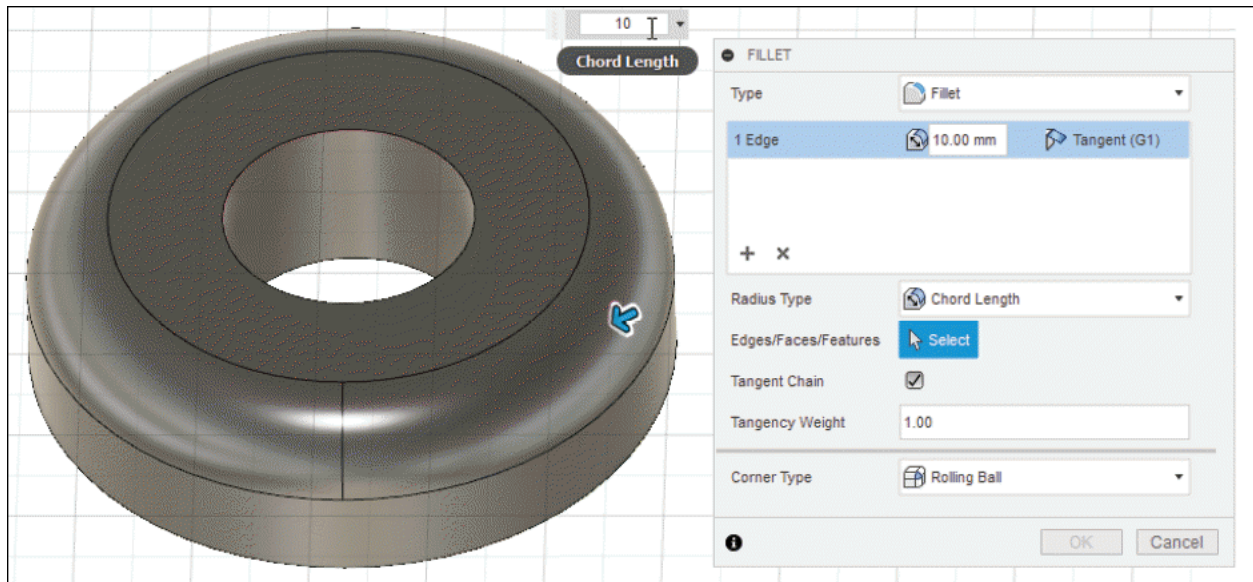 10
Chord Length
FILLET
Type Fillet
1 Edge 10.00 mm Tangent (G1)
Radius Type Chord Length
Edges/Faces/Features Select
Tangent Chain
Tangency Weight 1.00
Corner Type Rolling Ball
OK Cancel